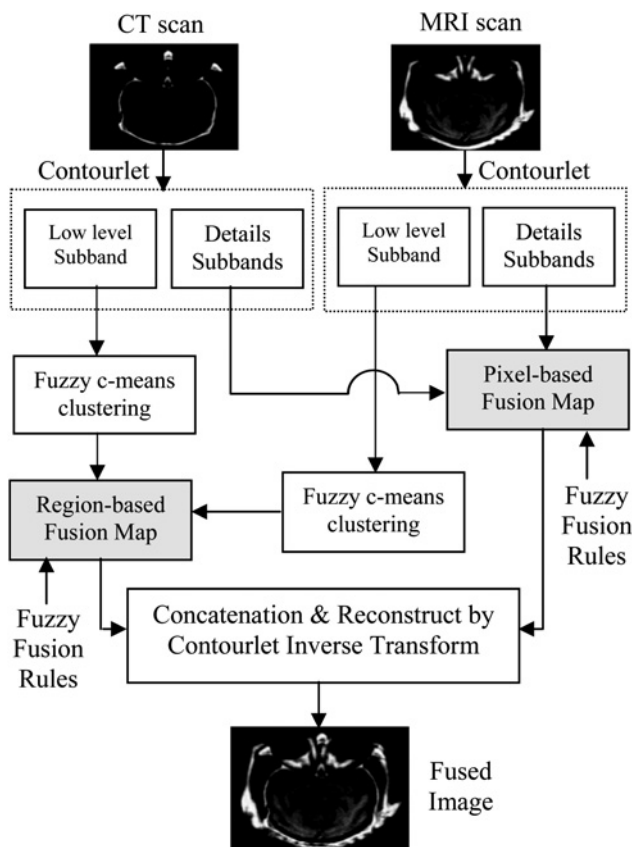 CT scan
MRI scan
Contourlet
Contourlet
Low level
Subband
Details
Subbands
Low level
Subband
Details
Subbands
Fuzzy c-means
clustering
Pixel-based
Fusion Map
Region-based
Fusion Map
Fuzzy c-means
clustering
Fuzzy
Fusion
Rules
Fuzzy
Fusion
Rules
Concatenation & Reconstruct by
Contourlet Inverse Transform
Fused
Image